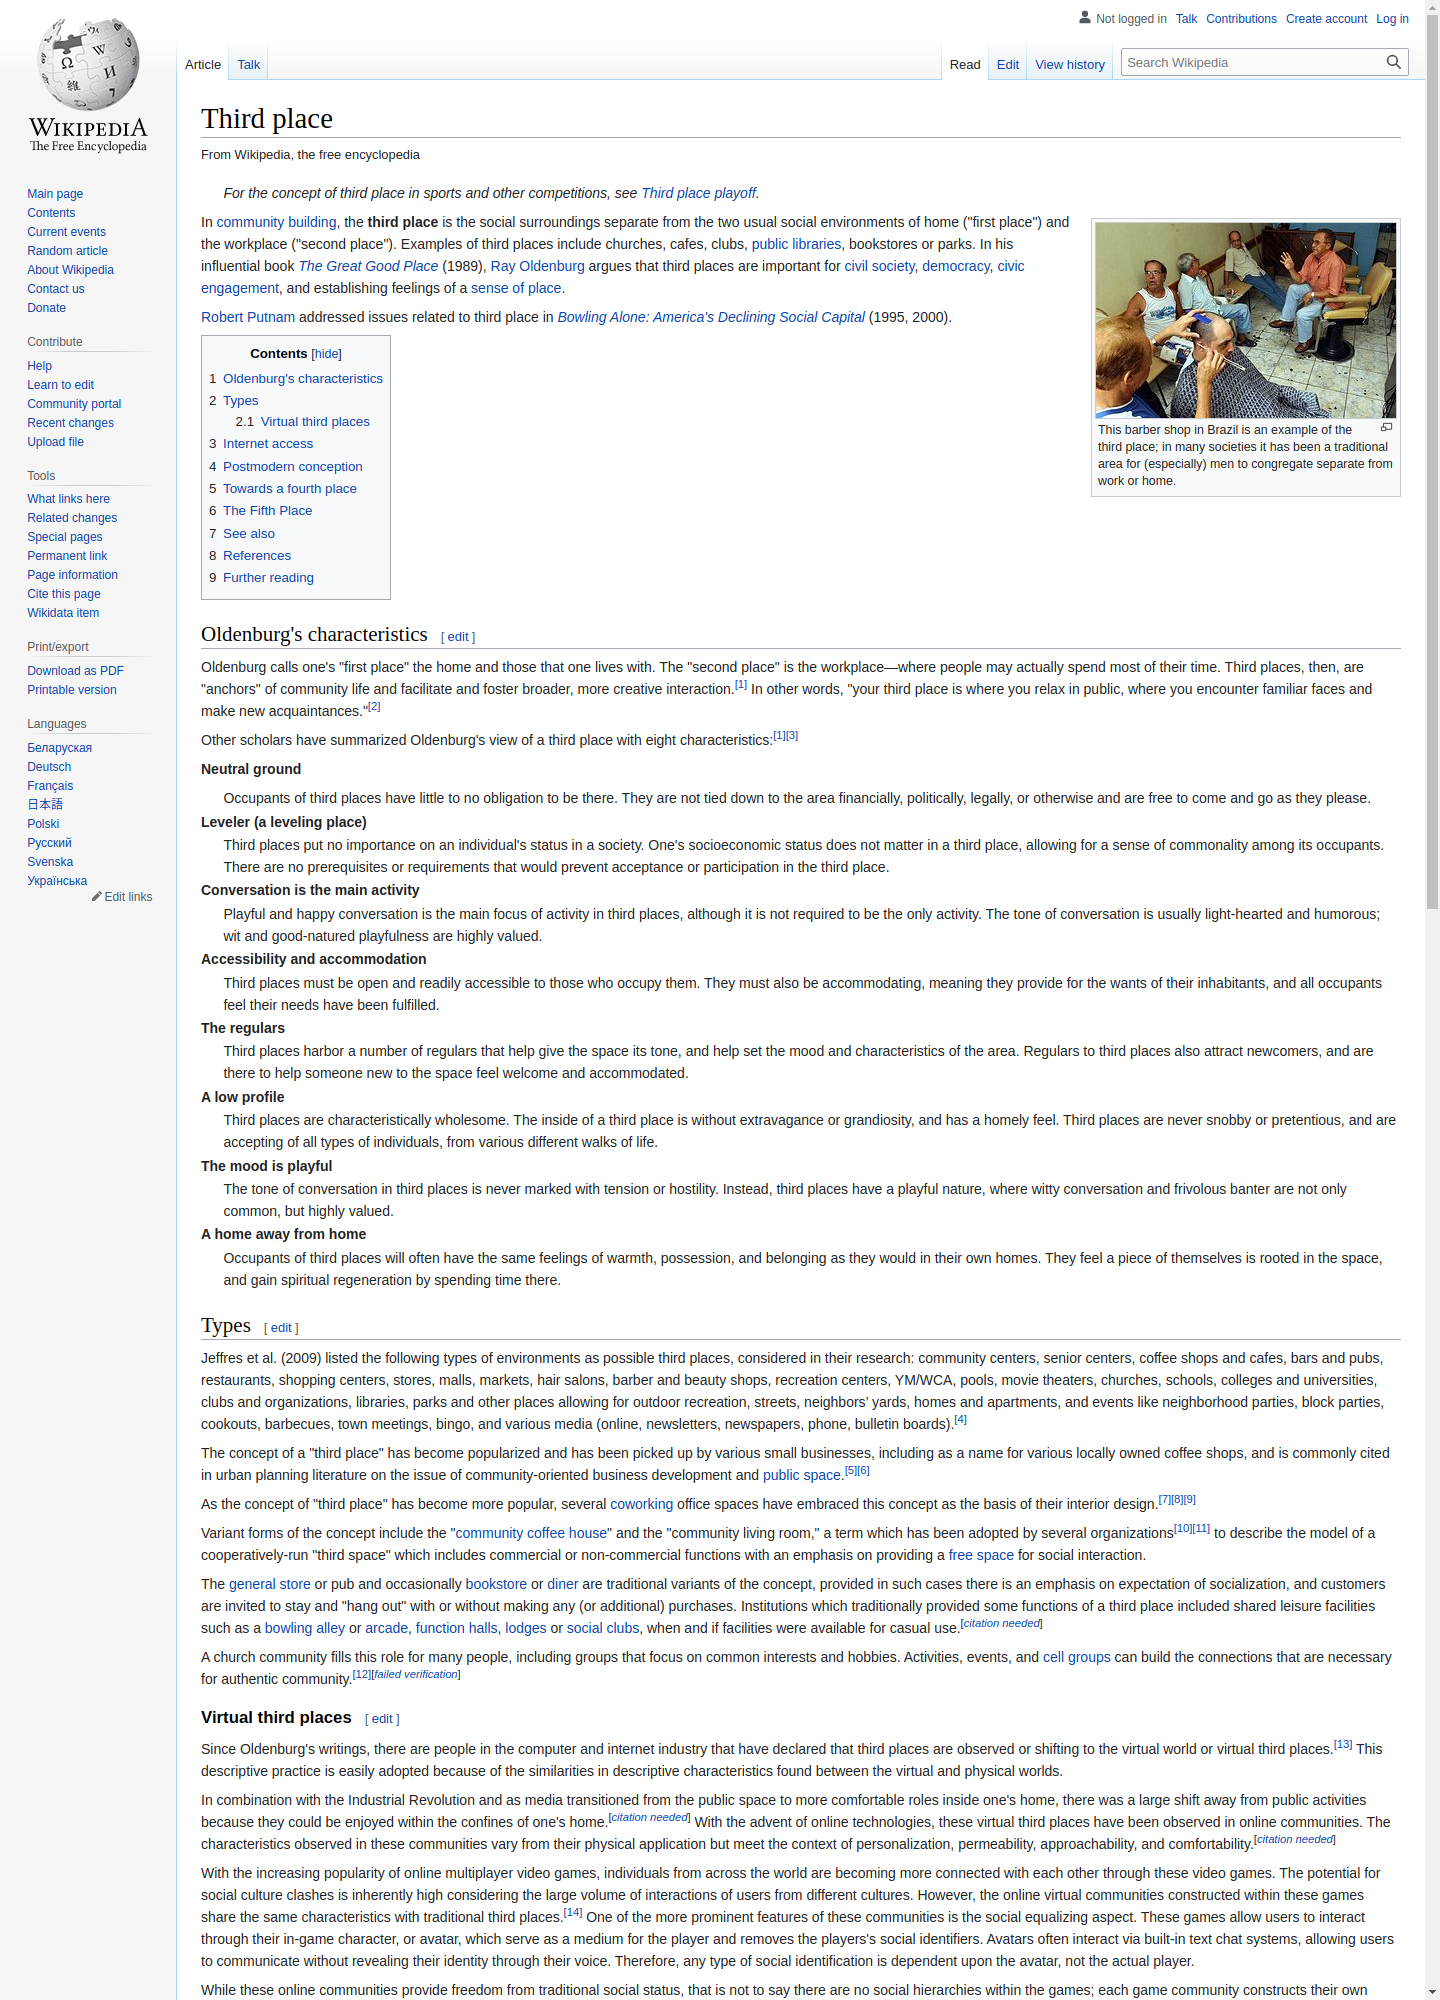 Not logged in Talk Contributions Create account Log in
Article Talk Read Edit View history Search Wikipedia
WIKIPEDIA
The Free Encyclopedia
Main page
Contents
Current events
Random article
About Wikipedia
Contact us
Donate
Contribute
Help
Learn to edit
Community portal
Recent changes
Upload file
Tools
What links here
Related changes
Special pages
Permanent link
Page information
Cite this page
Wikidata item
Print/export
Download as PDF
Printable version
Languages
Беларуская
Deutsch
Français
日本語
Polski
Русский
Svenska
Українська
Edit links
Third place
From Wikipedia, the free encyclopedia
For the concept of third place in sports and other competitions, see Third place playoff.
In community building, the third place is the social surroundings separate from the two usual social environments of home ("first place") and
the workplace ("second place"). Examples of third places include churches, cafes, clubs, public libraries, bookstores or parks. In his
influential book The Great Good Place (1989), Ray Oldenburg argues that third places are important for civil society, democracy, civic
engagement, and establishing feelings of a sense of place.
Robert Putnam addressed issues related to third place in Bowling Alone: America's Declining Social Capital (1995, 2000).
This barber shop in Brazil is an example of the
third place; in many societies it has been a traditional
area for (especially) men to congregate separate from
work or home.
Contents [hide]
1 Oldenburg's characteristics
2 Types
2.1 Virtual third places
3 Internet access
4 Postmodern conception
5 Towards a fourth place
6 The Fifth Place
7 See also
8 References
9 Further reading
Oldenburg's characteristics [ edit ]
Oldenburg calls one's "first place" the home and those that one lives with. The "second place" is the workplace—where people may actually spend most of their time. Third places, then, are
"anchors" of community life and facilitate and foster broader, more creative interaction.[1] In other words, "your third place is where you relax in public, where you encounter familiar faces and
make new acquaintances."[2]
Other scholars have summarized Oldenburg's view of a third place with eight characteristics:[1][3]
Neutral ground
Occupants of third places have little to no obligation to be there. They are not tied down to the area financially, politically, legally, or otherwise and are free to come and go as they please.
Leveler (a leveling place)
Third places put no importance on an individual's status in a society. One's socioeconomic status does not matter in a third place, allowing for a sense of commonality among its occupants.
There are no prerequisites or requirements that would prevent acceptance or participation in the third place.
Conversation is the main activity
Playful and happy conversation is the main focus of activity in third places, although it is not required to be the only activity. The tone of conversation is usually light-hearted and humorous;
wit and good-natured playfulness are highly valued.
Accessibility and accommodation
Third places must be open and readily accessible to those who occupy them. They must also be accommodating, meaning they provide for the wants of their inhabitants, and all occupants
feel their needs have been fulfilled.
The regulars
Third places harbor a number of regulars that help give the space its tone, and help set the mood and characteristics of the area. Regulars to third places also attract newcomers, and are
there to help someone new to the space feel welcome and accommodated.
A low profile
Third places are characteristically wholesome. The inside of a third place is without extravagance or grandiosity, and has a homely feel. Third places are never snobby or pretentious, and are
accepting of all types of individuals, from various different walks of life.
The mood is playful
The tone of conversation in third places is never marked with tension or hostility. Instead, third places have a playful nature, where witty conversation and frivolous banter are not only
common, but highly valued.
A home away from home
Occupants of third places will often have the same feelings of warmth, possession, and belonging as they would in their own homes. They feel a piece of themselves is rooted in the space,
and gain spiritual regeneration by spending time there.
Types [ edit ]
Jeffres et al. (2009) listed the following types of environments as possible third places, considered in their research: community centers, senior centers, coffee shops and cafes, bars and pubs,
restaurants, shopping centers, stores, malls, markets, hair salons, barber and beauty shops, recreation centers, YM/WCA, pools, movie theaters, churches, schools, colleges and universities,
clubs and organizations, libraries, parks and other places allowing for outdoor recreation, streets, neighbors' yards, homes and apartments, and events like neighborhood parties, block parties,
cookouts, barbecues, town meetings, bingo, and various media (online, newsletters, newspapers, phone, bulletin boards).[4]
The concept of a "third place" has become popularized and has been picked up by various small businesses, including as a name for various locally owned coffee shops, and is commonly cited
in urban planning literature on the issue of community-oriented business development and public space.[5][6]
As the concept of "third place" has become more popular, several coworking office spaces have embraced this concept as the basis of their interior design.[7][8][9]
Variant forms of the concept include the "community coffee house" and the "community living room," a term which has been adopted by several organizations[10][11] to describe the model of a
cooperatively-run "third space" which includes commercial or non-commercial functions with an emphasis on providing a free space for social interaction.
The general store or pub and occasionally bookstore or diner are traditional variants of the concept, provided in such cases there is an emphasis on expectation of socialization, and customers
are invited to stay and "hang out" with or without making any (or additional) purchases. Institutions which traditionally provided some functions of a third place included shared leisure facilities
such as a bowling alley or arcade, function halls, lodges or social clubs, when and if facilities were available for casual use.[citation needed]
A church community fills this role for many people, including groups that focus on common interests and hobbies. Activities, events, and cell groups can build the connections that are necessary
for authentic community.[12][failed verification]
Virtual third places [ edit ]
Since Oldenburg's writings, there are people in the computer and internet industry that have declared that third places are observed or shifting to the virtual world or virtual third places.[13] This
descriptive practice is easily adopted because of the similarities in descriptive characteristics found between the virtual and physical worlds.
In combination with the Industrial Revolution and as media transitioned from the public space to more comfortable roles inside one's home, there was a large shift away from public activities
because they could be enjoyed within the confines of one's home.[citation needed] With the advent of online technologies, these virtual third places have been observed in online communities. The
characteristics observed in these communities vary from their physical application but meet the context of personalization, permeability, approachability, and comfortability.[citation needed]
With the increasing popularity of online multiplayer video games, individuals from across the world are becoming more connected with each other through these video games. The potential for
social culture clashes is inherently high considering the large volume of interactions of users from different cultures. However, the online virtual communities constructed within these games
share the same characteristics with traditional third places.[14] One of the more prominent features of these communities is the social equalizing aspect. These games allow users to interact
through their in-game character, or avatar, which serve as a medium for the player and removes the players's social identifiers. Avatars often interact via built-in text chat systems, allowing users
to communicate without revealing their identity through their voice. Therefore, any type of social identification is dependent upon the avatar, not the actual player.
While these online communities provide freedom from traditional social status, that is not to say there are no social hierarchies within the games; each game community constructs their own